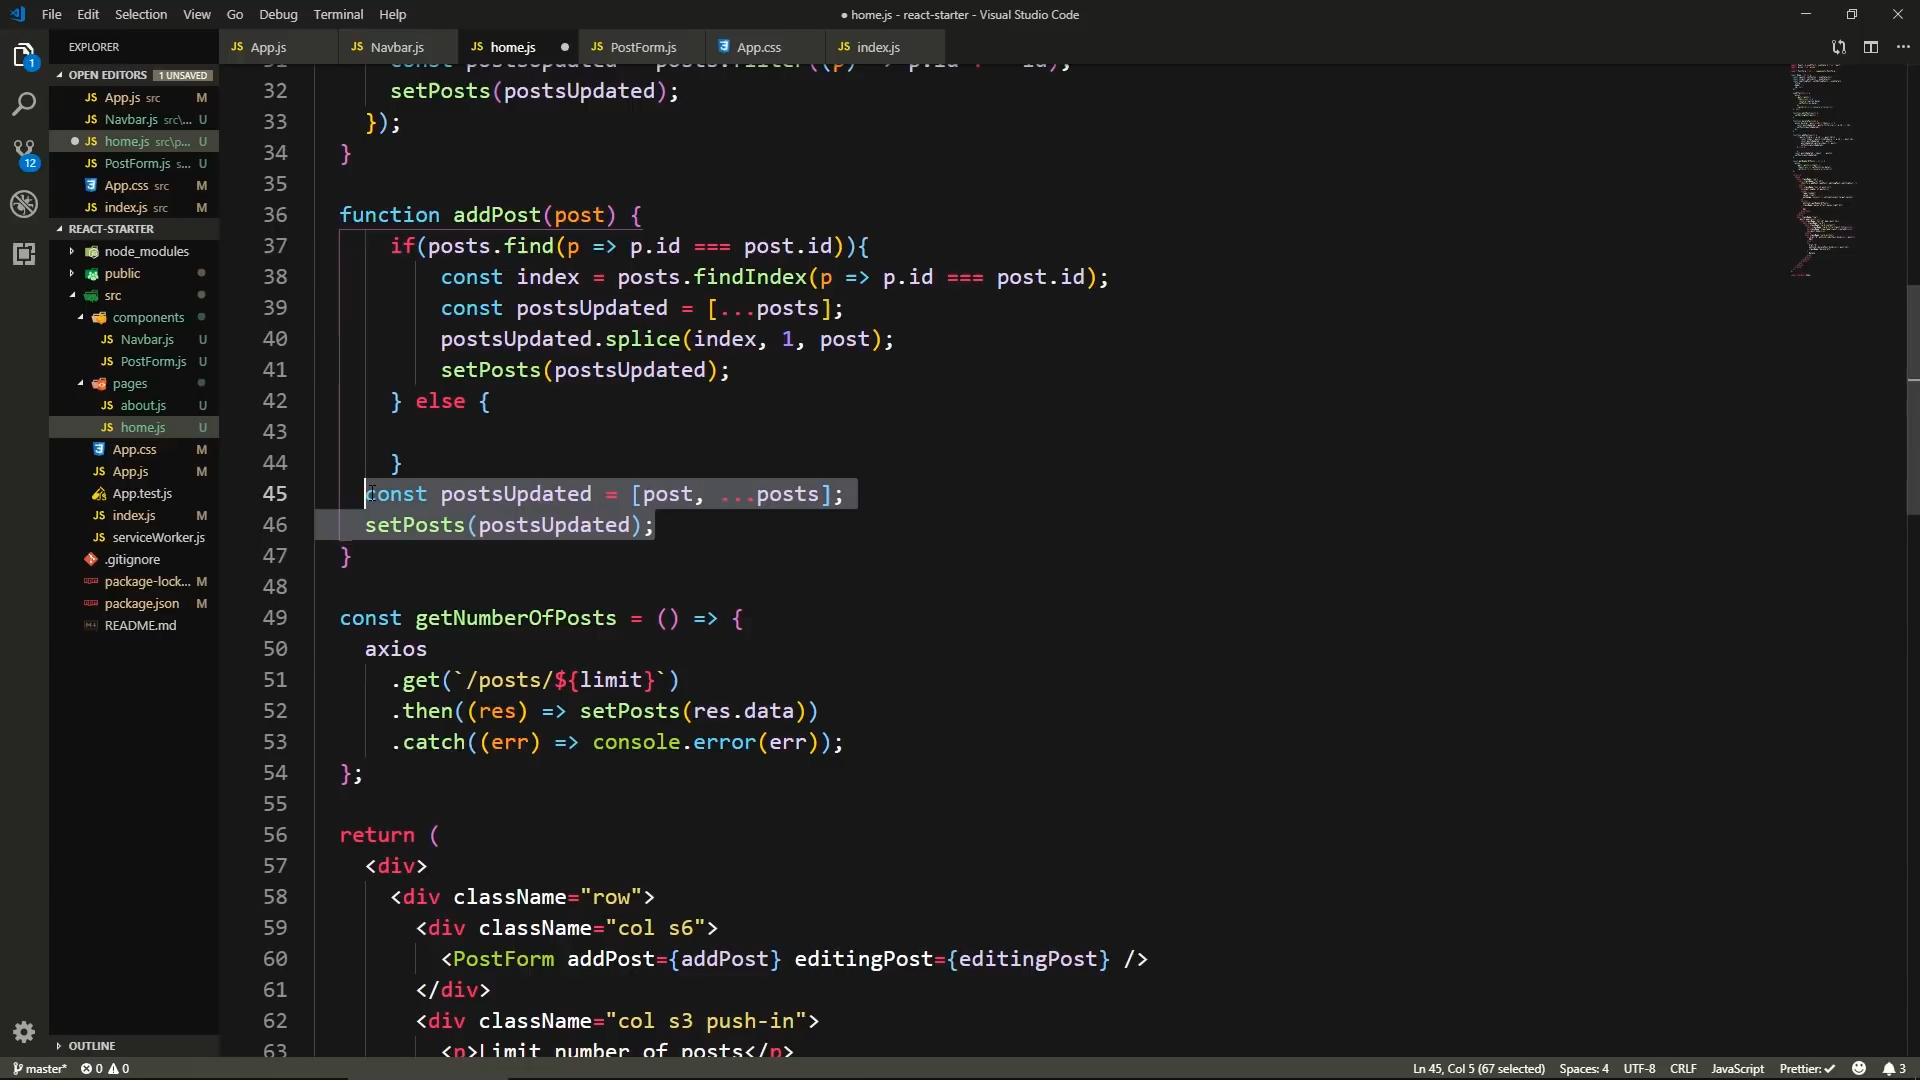 File Edit Selection View Go Debug Terminal Help
● home.js - react-starter - Visual Studio Code
EXPLORER
OPEN EDITORS 1 UNSAVED
JS App.js src M
JS Navbar.js src\... U
JS home.js src\p... U
JS PostForm.js s... U
App.css src M
JS index.js src M
REACT-STARTER
node_modules
public
src
components
JS Navbar.js U
JS PostForm.js U
pages
JS about.js U
JS home.js U
App.css M
JS App.js M
App.test.js
JS index.js M
JS serviceWorker.js
.gitignore
package-lock... M
package.json M
README.md
OUTLINE
1
12
JS App.js JS Navbar.js JS home.js JS PostForm.js App.css JS index.js
32 setPosts(postsUpdated);
33 });
34 }
35
36 function addPost(post) {
37 if(posts.find(p => p.id === post.id)){
38 const index = posts.findIndex(p => p.id === post.id);
39 const postsUpdated = [...posts];
40 postsUpdated.splice(index, 1, post);
41 setPosts(postsUpdated);
42 } else {
43
44 }
45 const postsUpdated = [post, ...posts];
46 setPosts(postsUpdated);
47 }
48
49 const getNumberOfPosts = () => {
50 axios
51 .get(`/posts/${limit}`)
52 .then((res) => setPosts(res.data))
53 .catch((err) => console.error(err));
54 };
55
56 return (
57 <div>
58 <div className="row">
59 <div className="col s6">
60 <PostForm addPost={addPost} editingPost={editingPost} />
61 </div>
62 <div className="col s3 push-in">
63 <p>Limit number of posts</p>
master* 0 0 Ln 45, Col 5 (67 selected) Spaces: 4 UTF-8 CRLF JavaScript Prettier: ✓ 3